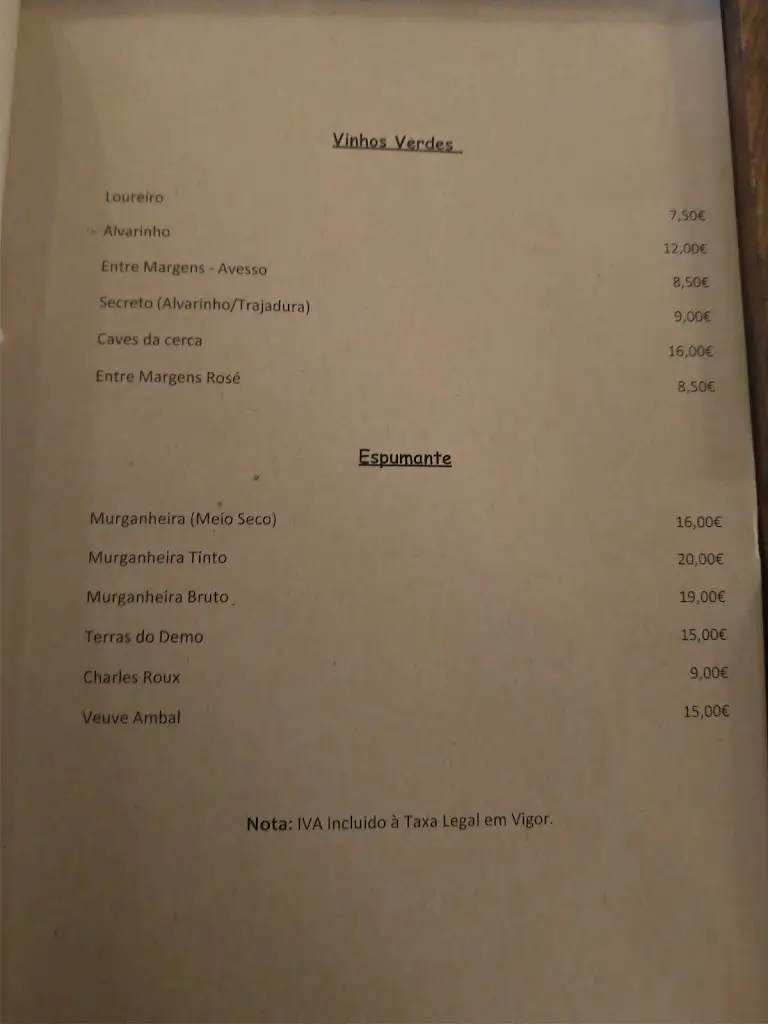 Vinhos Verdes
Loureiro 7,50€
Alvarinho 12,00€
Entre Margens - Avesso 8,50€
Secreto (Alvarinho/Trajadura) 9,00€
Caves da cerca 16,00€
Entre Margens Rosé 8,50€
Espumante
Murganheira (Meio Seco) 16,00€
Murganheira Tinto 20,00€
Murganheira Bruto 19,00€
Terras do Demo 15,00€
Charles Roux 9,00€
Veuve Ambal 15,00€
Nota: IVA Incluido à Taxa Legal em Vigor.